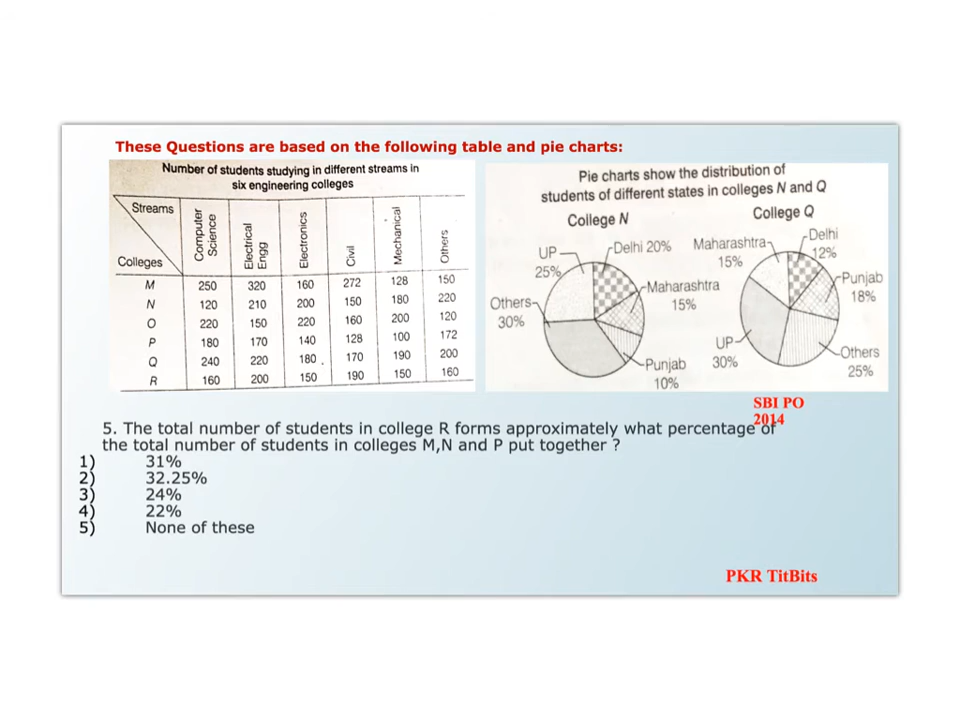 These Questions are based on the following table and pie charts:
Number of students studying in different streams in
six engineering colleges
Streams
Colleges
Computer
Science
Electrical
Engg
Electronics
Civil
Mechanical
Others
M 250 320 160 272 128 150
N 120 210 200 150 180 220
O 220 150 220 160 200 120
P 180 170 140 128 100 172
Q 240 220 180 170 190 200
R 160 200 150 190 150 160
Pie charts show the distribution of
students of different states in colleges N and Q
College N
UP
25%
Delhi 20%
Maharashtra
15%
Others
30%
Punjab
10%
College Q
Maharashtra
15%
Delhi
12%
Punjab
18%
UP
30%
Others
25%
SBI PO
2014
5. The total number of students in college R forms approximately what percentage of
the total number of students in colleges M,N and P put together ?
1) 31%
2) 32.25%
3) 24%
4) 22%
5) None of these
PKR TitBits